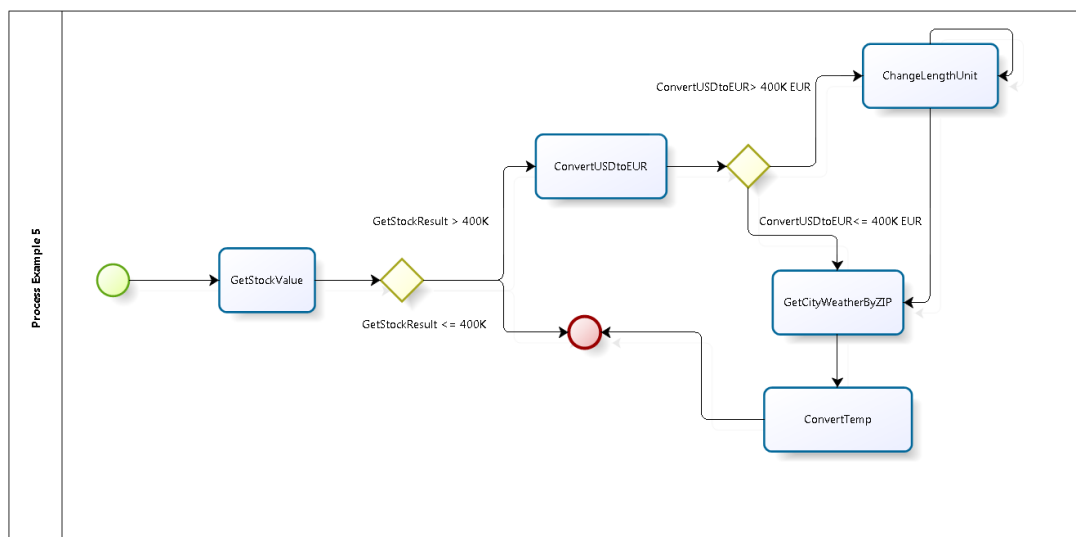 Process Example 5
ChangeLengthUnit
ConvertUSDtoEUR> 400K EUR
ConvertUSDtoEUR
GetStockResult > 400K
ConvertUSDtoEUR<= 400K EUR
GetStockValue
GetCityWeatherByZIP
GetStockResult <= 400K
ConvertTemp